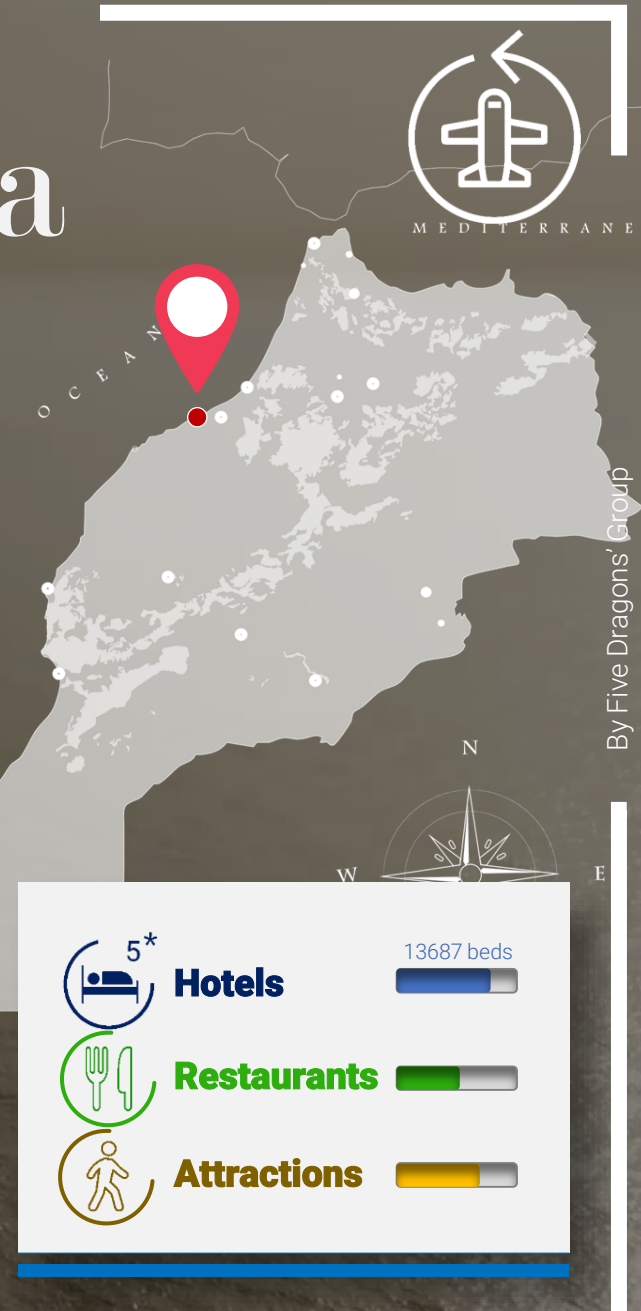 a
MEDITERRANE
OCEAN
By Five Dragons' Group
N
W
E
5*
13687 beds
Hotels
Restaurants
Attractions